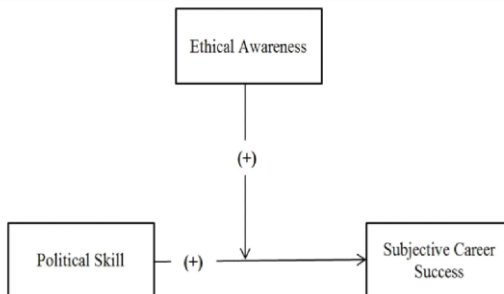 Ethical Awareness
(+)
Political Skill
(+)
Subjective Career
Success